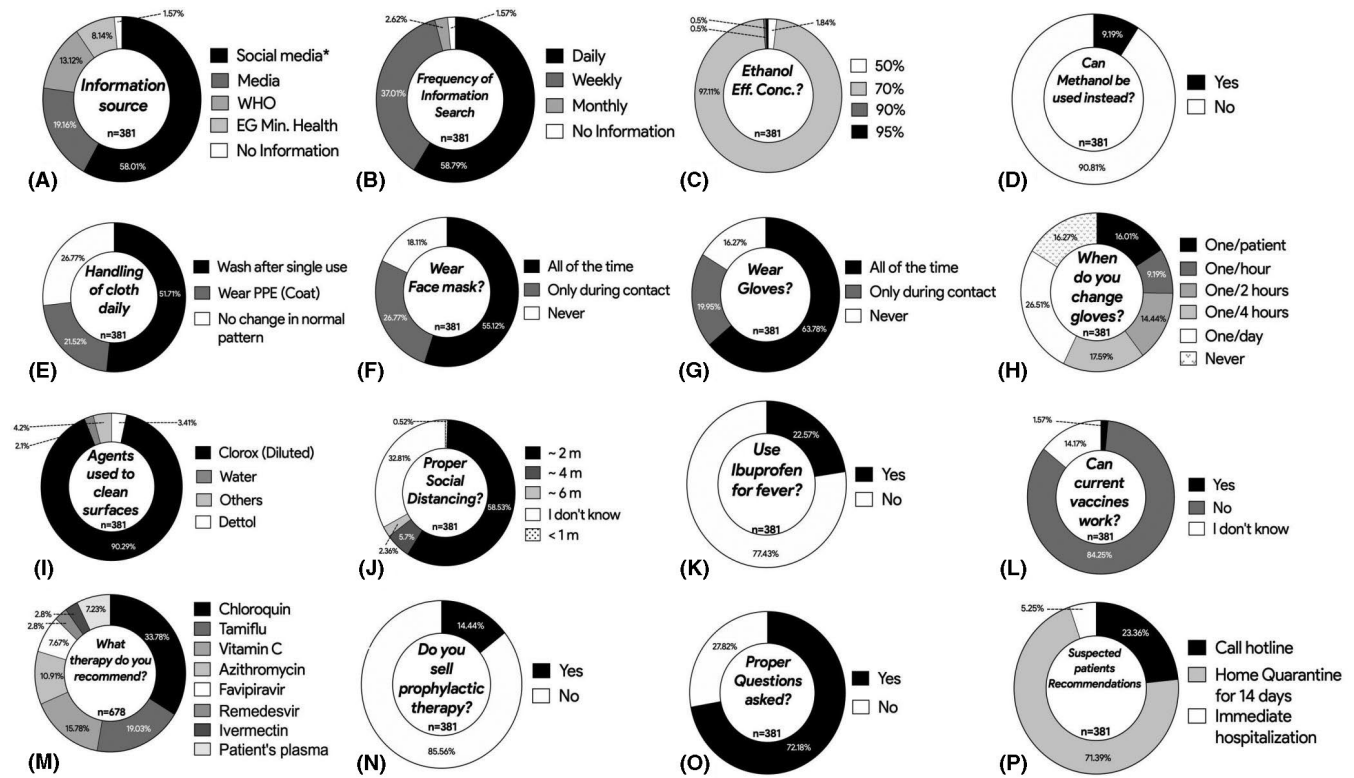 1.57%
8.14%
13.12%
19.16%
58.01%
Information
source
n=381
Social media*
Media
WHO
EG Min. Health
No Information
(A)
2.62%
1.57%
37.01%
58.79%
Frequency of
Information
Search
n=381
Daily
Weekly
Monthly
No Information
(B)
0.5%
0.5%
1.84%
97.11%
Ethanol
Eff. Conc.?
n=381
50%
70%
90%
95%
(C)
9.19%
Can
Methanol be
used instead?
n=381
90.81%
Yes
No
(D)
26.77%
51.71%
21.52%
Handling
of cloth
daily
n=381
Wash after single use
Wear PPE (Coat)
No change in normal
pattern
(E)
18.11%
26.77%
55.12%
Wear
Face mask?
n=381
All of the time
Only during contact
Never
(F)
16.27%
19.95%
63.78%
Wear
Gloves?
n=381
All of the time
Only during contact
Never
(G)
16.27%
16.01%
9.19%
14.44%
17.59%
26.51%
When
do you
change
gloves?
n=381
One/patient
One/hour
One/2 hours
One/4 hours
One/day
Never
(H)
4.2%
2.1%
3.41%
90.29%
Agents
used to
clean
surfaces
n=381
Clorox (Diluted)
Water
Others
Dettol
(I)
0.52%
32.81%
58.53%
5.7%
2.36%
Proper
Social
Distancing?
n=381
~ 2 m
~ 4 m
~ 6 m
I don't know
< 1 m
(J)
22.57%
Use
Ibuprofen
for fever?
n=381
77.43%
Yes
No
(K)
1.57%
14.17%
84.25%
Can
current
vaccines
work?
n=381
Yes
No
I don't know
(L)
7.23%
2.8%
2.8%
7.67%
10.91%
15.78%
19.03%
33.78%
What
therapy do you
recommend?
n=678
Chloroquin
Tamiflu
Vitamin C
Azithromycin
Favipiravir
Remedesvir
Ivermectin
Patient's plasma
(M)
14.44%
Do you
sell
prophylactic
therapy?
n=381
85.56%
Yes
No
(N)
27.82%
Proper
Questions
asked?
n=381
72.18%
Yes
No
(O)
5.25%
23.36%
Suspected
patients
Recommendations
n=381
71.39%
Call hotline
Home Quarantine
for 14 days
Immediate
hospitalization
(P)